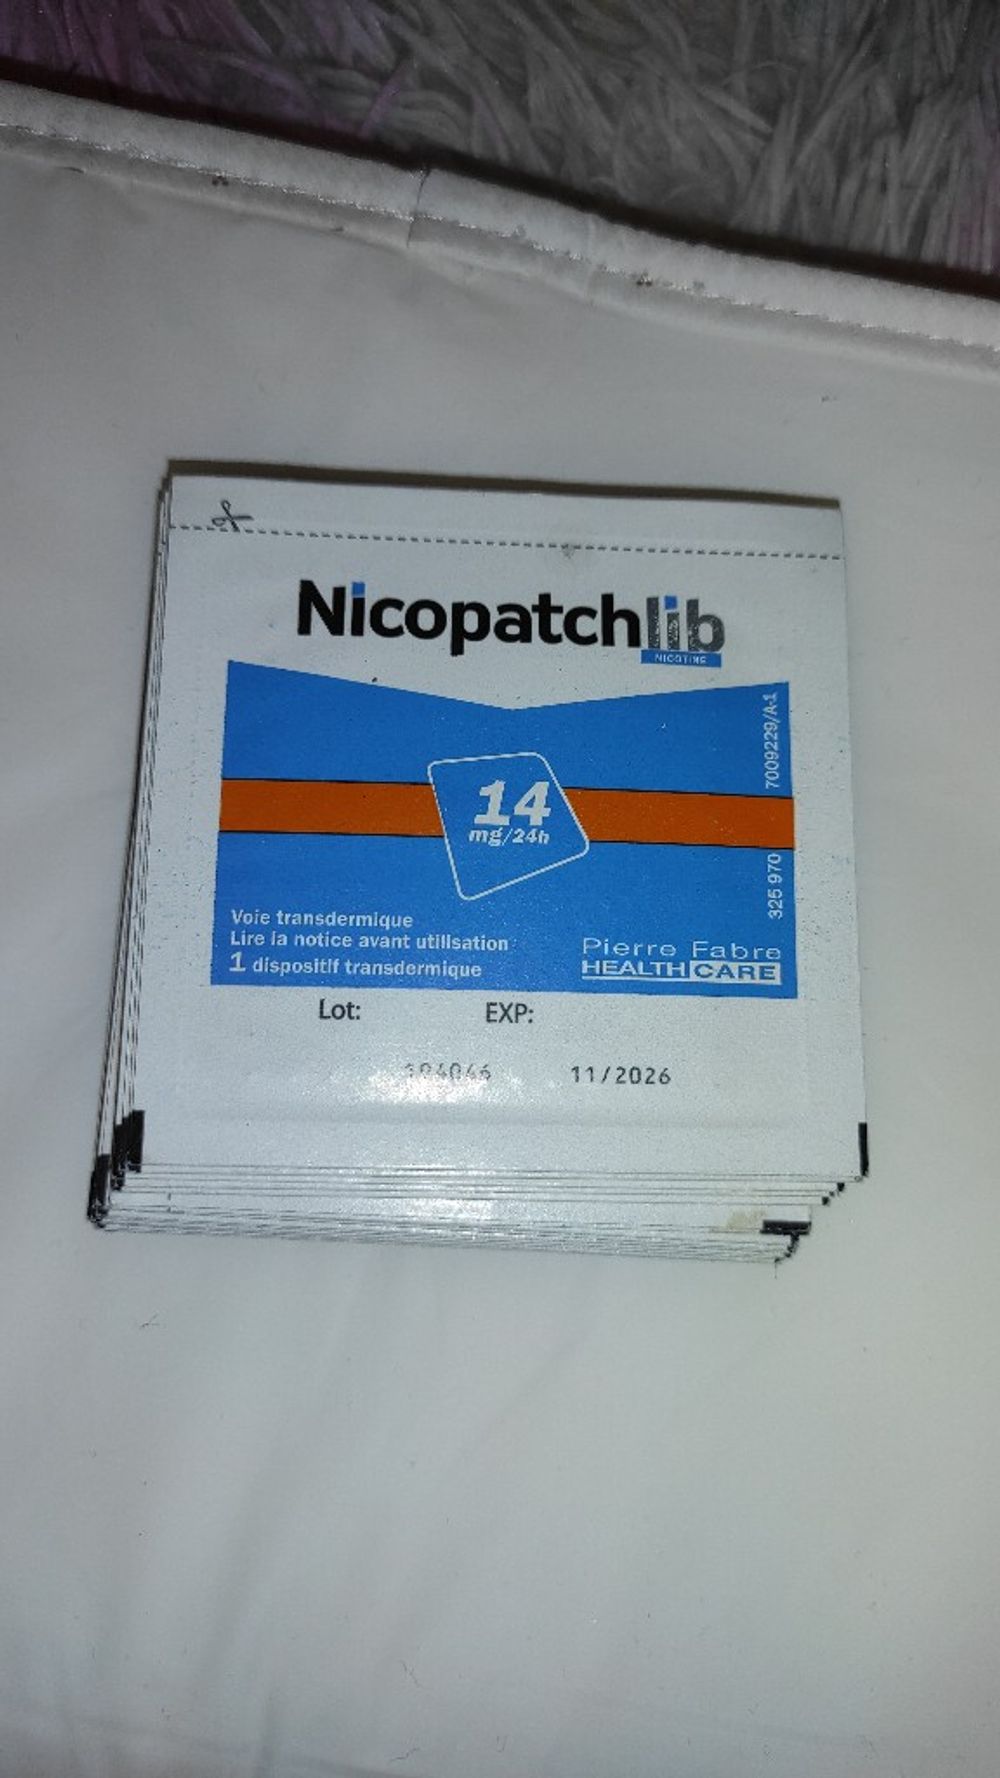 Nicopatchlib
NICOTINE
14
mg/24h
7009229/A-1
325 970
Voie transdermique
Lire la notice avant utilisation
1 dispositif transdermique
Pierre Fabre
HEALTH CARE
Lot: EXP:
11/2026